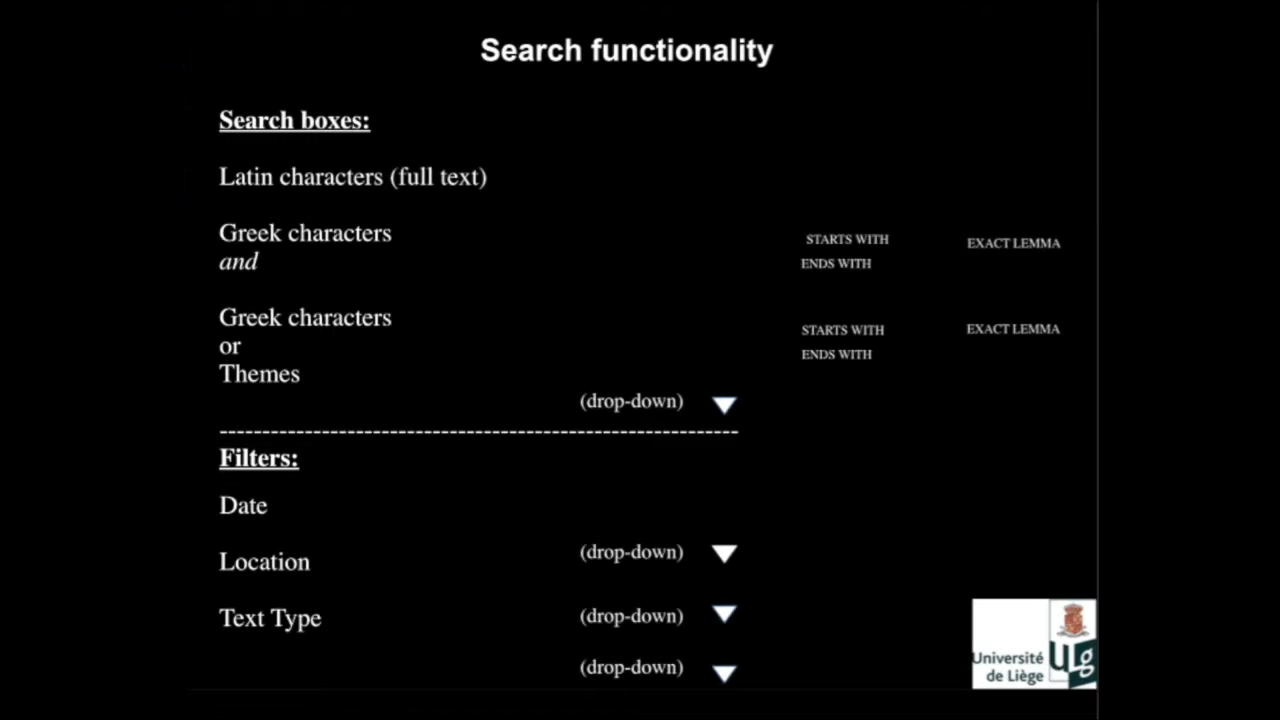 Search functionality
Search boxes:
Latin characters (full text)
Greek characters
STARTS WITH
EXACT LEMMA
and
ENDS WITH
Greek characters
STARTS WITH
EXACT LEMMA
or
ENDS WITH
Themes
(drop-down)
-------------------------------------------------------------
Filters:
Date
(drop-down)
Location
(drop-down)
Text Type
(drop-down)
Université
de Liège
ULg